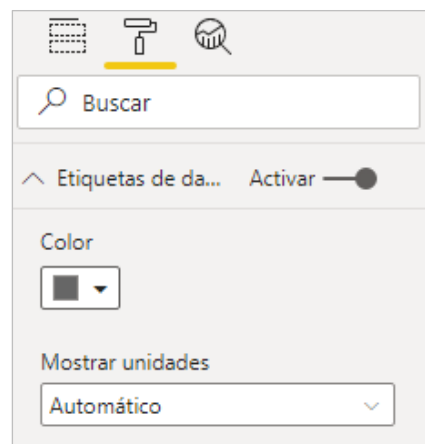 Buscar
Etiquetas de da... Activar
Color
Mostrar unidades
Automático